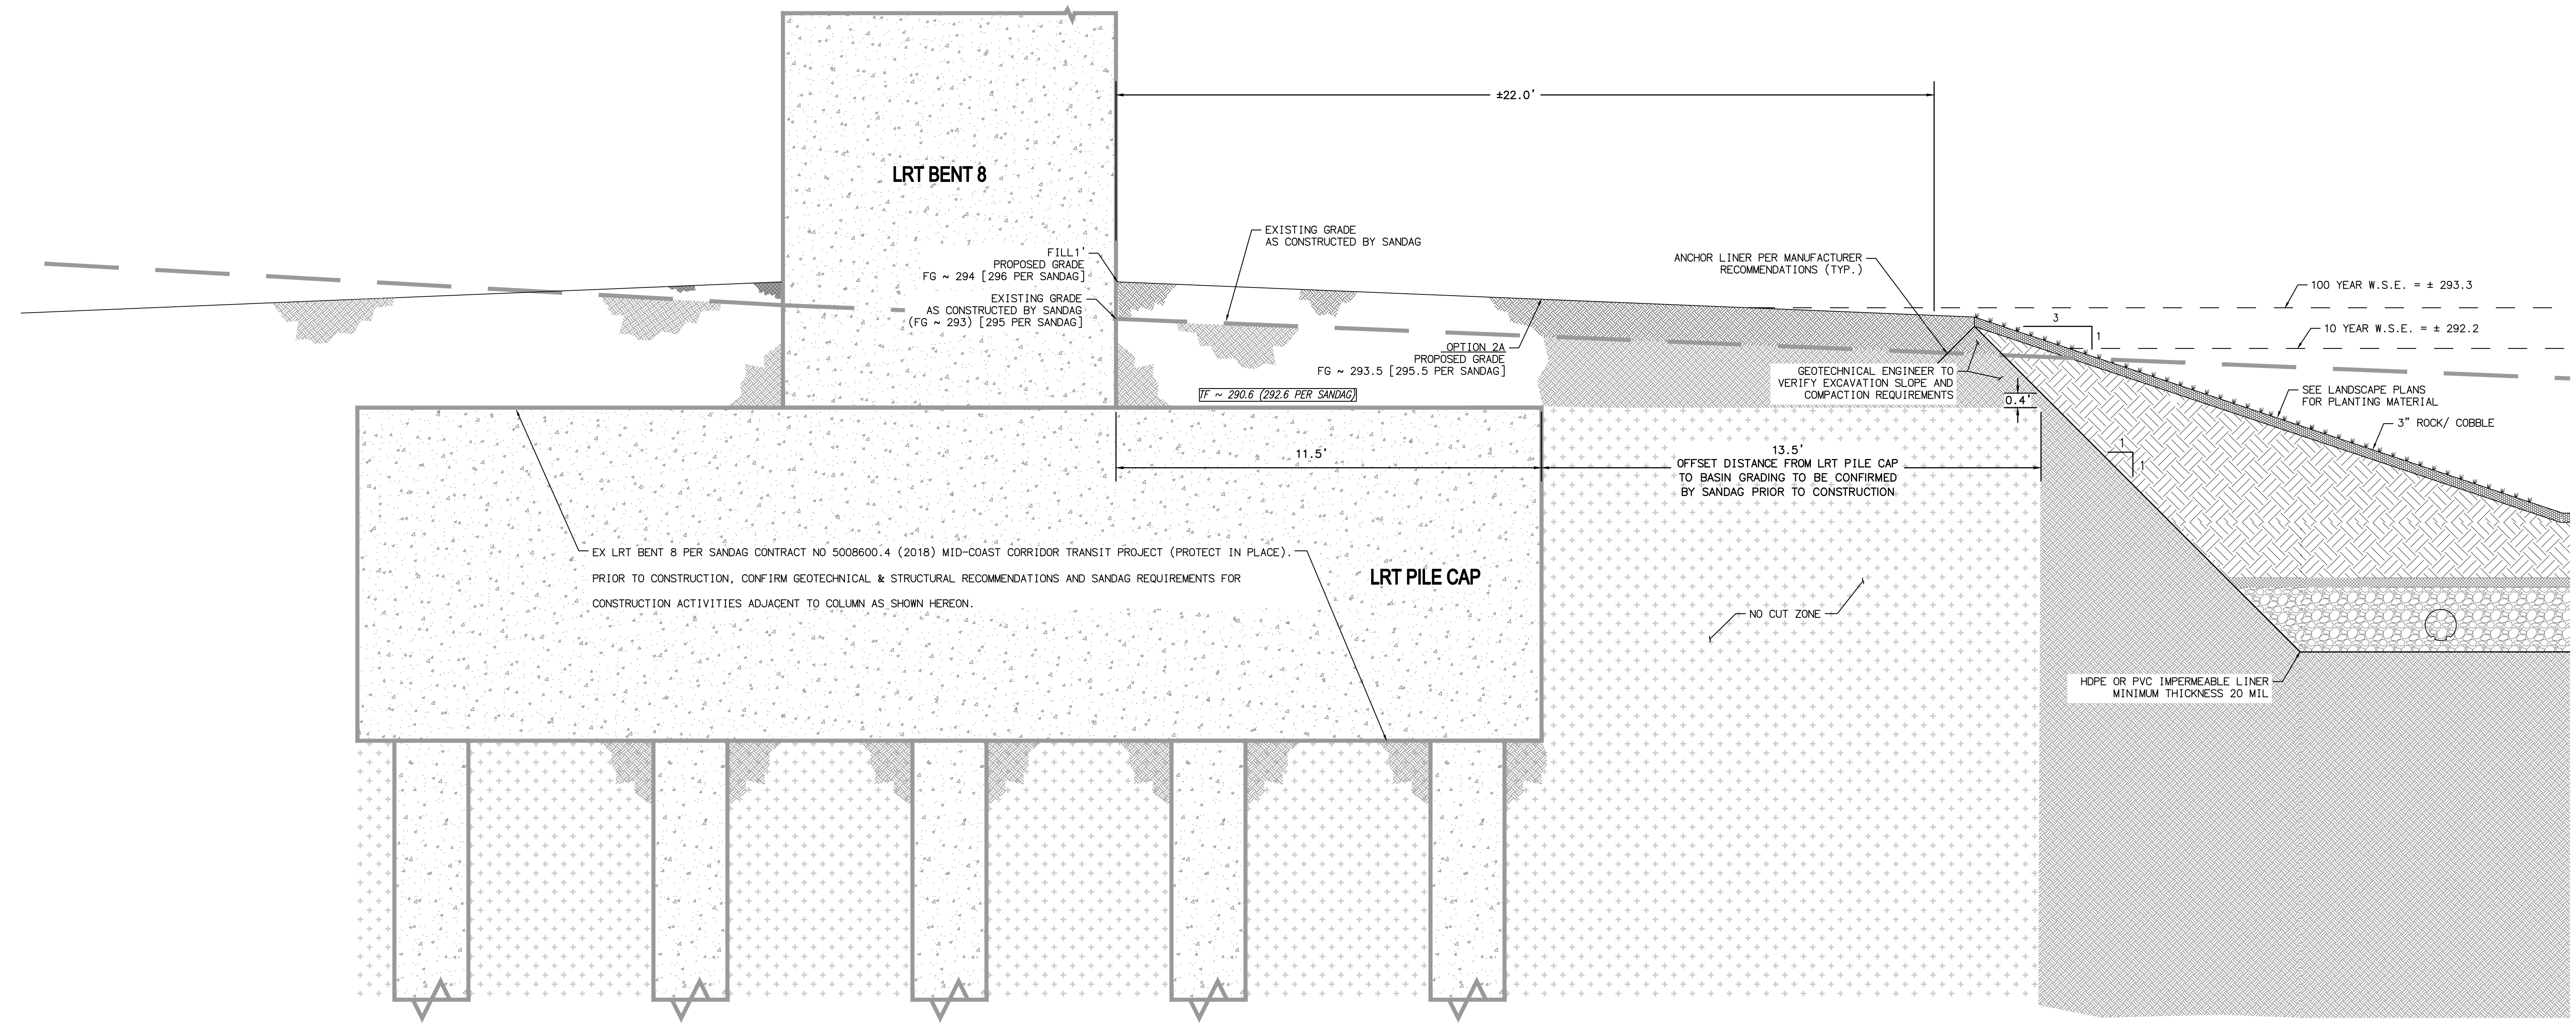 ±22.0'
LRT BENT 8
EXISTING GRADE
AS CONSTRUCTED BY SANDAG
FILL1'
PROPOSED GRADE
FG ~ 294 [296 PER SANDAG]
EXISTING GRADE
AS CONSTRUCTED BY SANDAG
(FG ~ 293) [295 PER SANDAG]
ANCHOR LINER PER MANUFACTURER
RECOMMENDATIONS (TYP.)
100 YEAR W.S.E. = ± 293.3
3
1
10 YEAR W.S.E. = ± 292.2
OPTION 2A
PROPOSED GRADE
FG ~ 293.5 [295.5 PER SANDAG]
GEOTECHNICAL ENGINEER TO
VERIFY EXCAVATION SLOPE AND
COMPACTION REQUIREMENTS
0.4'
TF ~ 290.6 (292.6 PER SANDAG)
SEE LANDSCAPE PLANS
FOR PLANTING MATERIAL
3" ROCK/ COBBLE
11.5'
13.5'
OFFSET DISTANCE FROM LRT PILE CAP
TO BASIN GRADING TO BE CONFIRMED
BY SANDAG PRIOR TO CONSTRUCTION
1
1
EX LRT BENT 8 PER SANDAG CONTRACT NO 5008600.4 (2018) MID-COAST CORRIDOR TRANSIT PROJECT (PROTECT IN PLACE).
PRIOR TO CONSTRUCTION, CONFIRM GEOTECHNICAL & STRUCTURAL RECOMMENDATIONS AND SANDAG REQUIREMENTS FOR
CONSTRUCTION ACTIVITIES ADJACENT TO COLUMN AS SHOWN HEREON.
LRT PILE CAP
NO CUT ZONE
HDPE OR PVC IMPERMEABLE LINER
MINIMUM THICKNESS 20 MIL